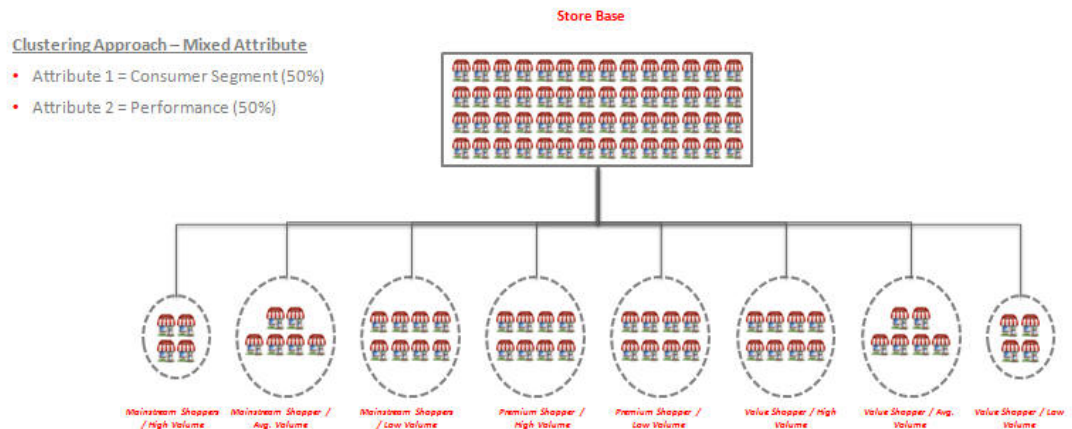 Store Base
Clustering Approach – Mixed Attribute
• Attribute 1 = Consumer Segment (50%)
• Attribute 2 = Performance (50%)
Mainstream Shoppers
/ High Volume
Mainstream Shopper /
Avg. Volume
Mainstream Shoppers
/ Low Volume
Premium Shopper /
High Volume
Premium Shopper /
Low Volume
Value Shopper / High
Volume
Value Shopper / Avg.
Volume
Value Shopper / Low
Volume